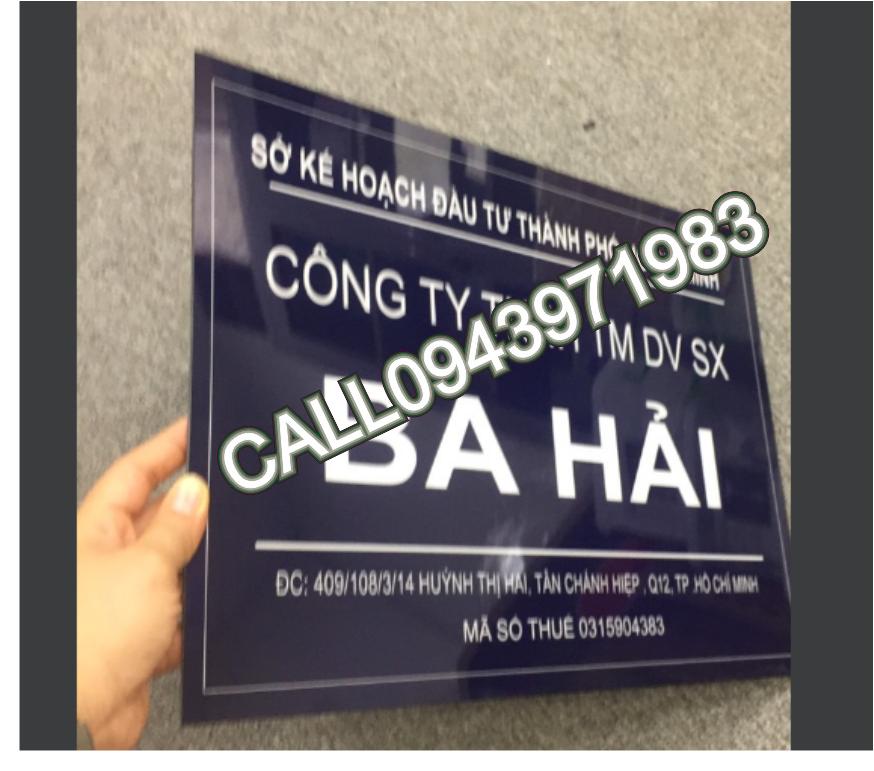 SỞ KẾ HOẠCH ĐẦU TƯ THÀNH PHỐ MINH
CÔNG TY TM DV SX
CALL0943971983
BA HẢI
ĐC: 409/108/3/14 HUỲNH THỊ HAI, TÂN CHÁNH HIỆP , Q12, TP .HỒ CHÍ MINH
MÃ SỐ THUẾ 0315904383